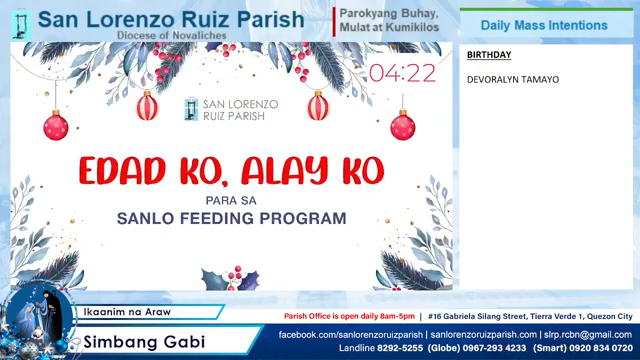 San Lorenzo Ruiz Parish
Diocese of Novaliches
Parokyang Buhay,
Mulat at Kumikilos
Daily Mass Intentions
04:22
SAN LORENZO
RUIZ PARISH
EDAD KO, ALAY KO
PARA SA
SANLO FEEDING PROGRAM
BIRTHDAY
DEVORALYN TAMAYO
Ikaanim na Araw
Simbang Gabi
Parish Office is open daily 8am-5pm | #16 Gabriela Silang Street, Tierra Verde 1, Quezon City
facebook.com/sanlorenzoruizparish | sanlorenzoruizparish.com | slrp.rcbn@gmail.com
Landline 8292-5255 (Globe) 0967-293 4233 (Smart) 0920 834 0720